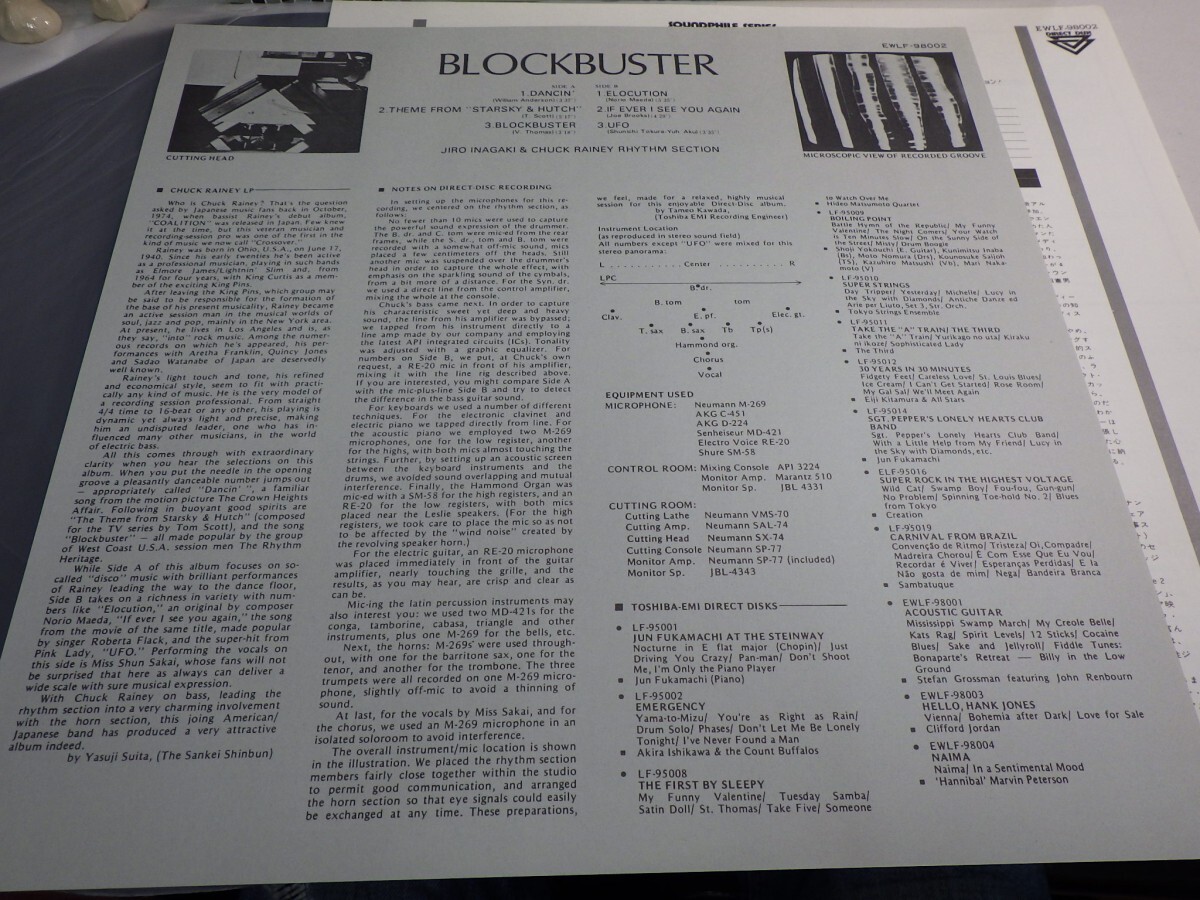 SOUNDPHILE SERIES
EWLF-98002
DIRECT DISK
EWLF-98002
BLOCKBUSTER
SIDE A
1.DANCIN'
(William Anderson)
2.THEME FROM "STARSKY & HUTCH"
(T. Scott)
3.BLOCKBUSTER
(V. Thomas)
SIDE B
1 ELOCUTION
(Norio Maeda)
2.IF EVER I SEE YOU AGAIN
(Joe Brooks)
3.UFO
JIRO INAGAKI & CHUCK RAINEY RHYTHM SECTION
CUTTING HEAD
MICROSCOPIC VIEW OF RECORDED GROOVE
■ CHUCK RAINEY LP
Who is Chuck Rainey? That's the question
asked by Japanese music fans back in October,
1974, when bassist Rainey's debut album,
"COALITION" was released in Japan. Few knew
it at the time, but this veteran musician and
recording-session pro was one of the first in the
kind of music we now call "Crossover."
Rainey was born in Ohio, U.S.A., on June 17,
1940. Since his early twenties he's been active
as a professional musician, playing in such bands
as Elmore James/Lightnin' Slim and, from
1964 for four years, with King Curtis as a mem-
ber of the exciting King Pins.
After leaving the King Pins, which group may
be said to be responsible for the formation of
the base of his present musicality, Rainey became
an active session man in the musical worlds of
soul, jazz and pop, mainly in the New York area.
At present, he lives in Los Angeles and is, as
they say, "into" rock music. Among the numer-
ous records on which he's appeared, his per-
formances with Aretha Franklin, Quincy Jones
and Sadao Watanabe of Japan are deservedly
well known.
Rainey's light touch and tone, his refined
and economical style, seem to fit with practi-
cally any kind of music. He is the very model of
a recording session professional. From straight
4/4 time to 16-beat or any other, his playing is
dynamic yet always light and precise, making
him an undisputed leader, one who has in-
fluenced many other musicians, in the world
of electric bass.
All this comes through with extraordinary
clarity when you hear the selections on this
album. When you put the needle in the opening
groove a pleasantly danceable number jumps out
— appropriately called "Dancin' ", a familiar
song from the motion picture The Crown Heights
Affair. Following in buoyant good spirits are
"The Theme from Starsky & Hutch" (composed
for the TV series by Tom Scott), and the song
"Blockbuster" — all made popular by the group
of West Coast U.S.A. session men The Rhythm
Heritage.
While Side A of this album focuses on so-
called "disco" music with brilliant performances
of Rainey leading the way to the dance floor,
Side B takes on a richness in variety with num-
bers like "Elocution," an original by composer
Norio Maeda, "If ever I see you again," the song
from the movie of the same title, made popular
by singer Roberta Flack, and the super-hit from
Pink Lady, "UFO." Performing the vocals on
this side is Miss Shun Sakai, whose fans will not
be surprised that here as always can deliver a
wide scale with sure musical expression.
With Chuck Rainey on bass, leading the
rhythm section into a very charming involvement
with the horn section, this joing American/
Japanese band has produced a very attractive
album indeed.
by Yasuji Suita, (The Sankei Shinbun)
■ NOTES ON DIRECT-DISC RECORDING
In setting up the microphones for this re-
cording, we centered on the rhythm section, as
follows:
No fewer than 10 mics were used to capture
the powerful sound expression of the drummer.
The B. dr. and C. tom were mixed from the rear
frames, while the S. dr., tom and B. tom were
recorded with a somewhat off-mic sound, mics
placed a few centimeters off the heads. Still
another mic was suspended over the drummer's
head in order to capture the whole effect, with
emphasis on the sparkling sound of the cymbals,
from a bit more of a distance. For the Syn. dr.
we used a direct line from the control amplifier,
mixing the whole at the console.
Chuck's bass came next. In order to capture
his characteristic sweet yet deep and heavy
sound, the line from his amplifier was bypassed;
we tapped from his instrument directly to a
line amp made by our company and employing
the latest API integrated circuits (ICs). Tonality
was adjusted with a graphic equalizer. For
numbers on Side B, we put, at Chuck's own
request, a RE-20 mic in front of his amplifier,
mixing it with the line rig described above.
If you are interested, you might compare Side A
with the mic-plus-line Side B and try to detect
the difference in the bass guitar sound.
For keyboards we used a number of different
techniques. For the electronic clavinet and
electric piano we tapped directly from line. For
the acoustic piano we employed two M-269
microphones, one for the low register, another
for the highs, with both mics almost touching the
strings. Further, by setting up an acoustic screen
between the keyboard instruments and the
drums, we avoided sound overlapping and mutual
interference. Finally, the Hammond Organ was
mic-ed with a SM-58 for the high registers, and an
RE-20 for the low registers, with both mics
placed near the Leslie speakers. (For the high
registers, we took care to place the mic so as not
to be affected by the "wind noise" created by
the revolving speaker horn.)
For the electric guitar, an RE-20 microphone
was placed immediately in front of the guitar
amplifier, nearly touching the grille, and the
results, as you may hear, are crisp and clear as
can be.
Mic-ing the latin percussion instruments may
also interest you: we used two MD-421s for the
conga, tamborine, cabasa, triangle and other
instruments, plus one M-269 for the bells, etc.
Next, the horns: M-269s' were used through-
out, with one for the barritone sax, one for the
tenor, and another for the trombone. The three
trumpets were all recorded on one M-269 micro-
phone, slightly off-mic to avoid a thinning of
sound.
At last, for the vocals by Miss Sakai, and for
the chorus, we used an M-269 microphone in an
isolated soloroom to avoid interference.
The overall instrument/mic location is shown
in the illustration. We placed the rhythm section
members fairly close together within the studio
to permit good communication, and arranged
the horn section so that eye signals could easily
be exchanged at any time. These preparations,
we feel, made for a relaxed, highly musical
session for this enjoyable Direct-Disc album.
by Tameo Kawada,
(Toshiba EMI Recording Engineer)
Instrument Location
(as reproduced in stereo sound field)
All numbers except "UFO" were mixed for this
stereo panorama:
L .......... Center .......... R
LPC
B. dr.
B. tom tom
Clav. E. pf. Elec. gt.
T. sax B. sax Tb Tp(s)
Hammond org.
Chorus
Vocal
EQUIPMENT USED
MICROPHONE: Neumann M-269
AKG C-451
AKG D-224
Senheiseur MD-421
Electro Voice RE-20
Shure SM-58
CONTROL ROOM: Mixing Console API 3224
Monitor Amp. Marantz 510
Monitor Sp. JBL 4331
CUTTING ROOM:
Cutting Lathe Neumann VMS-70
Cutting Amp. Neumann SAL-74
Cutting Head Neumann SX-74
Cutting Console Neumann SP-77
Monitor Amp. Neumann SP-77 (included)
Monitor Sp. JBL-4343
■ TOSHIBA-EMI DIRECT DISKS
● LF-95001
JUN FUKAMACHI AT THE STEINWAY
Nocturne in E flat major (Chopin)/ Just
Driving You Crazy/ Pan-man/ Don't Shoot
Me, I'm Only the Piano Player
■ Jun Fukamachi (Piano)
● LF-95002
EMERGENCY
Yama-to-Mizu/ You're as Right as Rain/
Drum Solo/ Phases/ Don't Let Me Be Lonely
Tonight/ I've Never Found a Man
■ Akira Ishikawa & the Count Buffalos
● LF-95008
THE FIRST BY SLEEPY
My Funny Valentine/ Tuesday Samba/
Satin Doll/ St. Thomas/ Take Five/ Someone
to Watch Over Me
■ Hideo Matsumoto Quartet
● LF-95009
BOILING POINT
Battle Hymn of the Republic/ My Funny
Valentine/ The Night Comers/ Your Watch
is Ten Minutes Slow/ On the Sunny Side of
the Street/ Misty/ Drum Boogie
■ Shoji Yokouchi (E. Guitar), Kunimitsu Inaba
(Bs), Moto Nomura (Ds), Kounosuke Saijoh
(TS), Kazuhiro Matsushi (Vb), Mari Naka-
moto (V)
● LF-95010
SUPER STRINGS
Day Tripper/ Yesterday/ Michelle/ Lucy in
the Sky with Diamonds/ Antiche Danze ed
Arie per Liuto, Set 3, Str. Orch.
■ Tokyo Strings Ensemble
● LF-95011
TAKE THE "A" TRAIN/ THE THIRD
Take the "A" Train/ Yurikago no uta/ Kiraku
ni ikoze/ Sophisticated Lady
■ The Third
● LF-95012
30 YEARS IN 30 MINUTES
Fidgety Feet/ Careless Love/ St. Louis Blues/
Ice Cream/ I Can't Get Started/ Rose Room/
My Gal Sal/ We'll Meet Again
■ Eiji Kitamura & All Stars
● LF-95014
SGT. PEPPER'S LONELY HEARTS CLUB
BAND
Sgt. Pepper's Lonely Hearts Club Band/
With a Little Help from My Friend/ Lucy in
the Sky with Diamonds, etc.
■ Jun Fukamachi
● ELF-95016
SUPER ROCK IN THE HIGHEST VOLTAGE
Wild Cat/ Swamp Boy/ Fou-fou, Gun-gun/
No Problem/ Spinning Toe-hold No. 2/ Blues
from Tokyo
■ Creation
● LF-95019
CARNIVAL FROM BRAZIL
Convenção de Ritmo/ Tristeza/ Oi,Compadre/
Madreira Chorou/ É Com Esse Que Eu Vou/
Recordar é Viver/ Esperanças Perdidas/ E la
Não gosta de mim/ Nega/ Bandeira Branca
■ Sambatuque
● EWLF-98001
ACOUSTIC GUITAR
Mississippi Swamp March/ My Creole Belle/
Kats Rag/ Spirit Levels/ 12 Sticks/ Cocaine
Blues/ Sake and Jellyroll/ Fiddle Tunes:
Bonaparte's Retreat — Billy in the Low
Ground
■ Stefan Grossman featuring John Renbourn
● EWLF-98003
HELLO, HANK JONES
Vienna/ Bohemia after Dark/ Love for Sale
■ Clifford Jordan
● EWLF-98004
NAIMA
Naima/ In a Sentimental Mood
■ 'Hannibal' Marvin Peterson